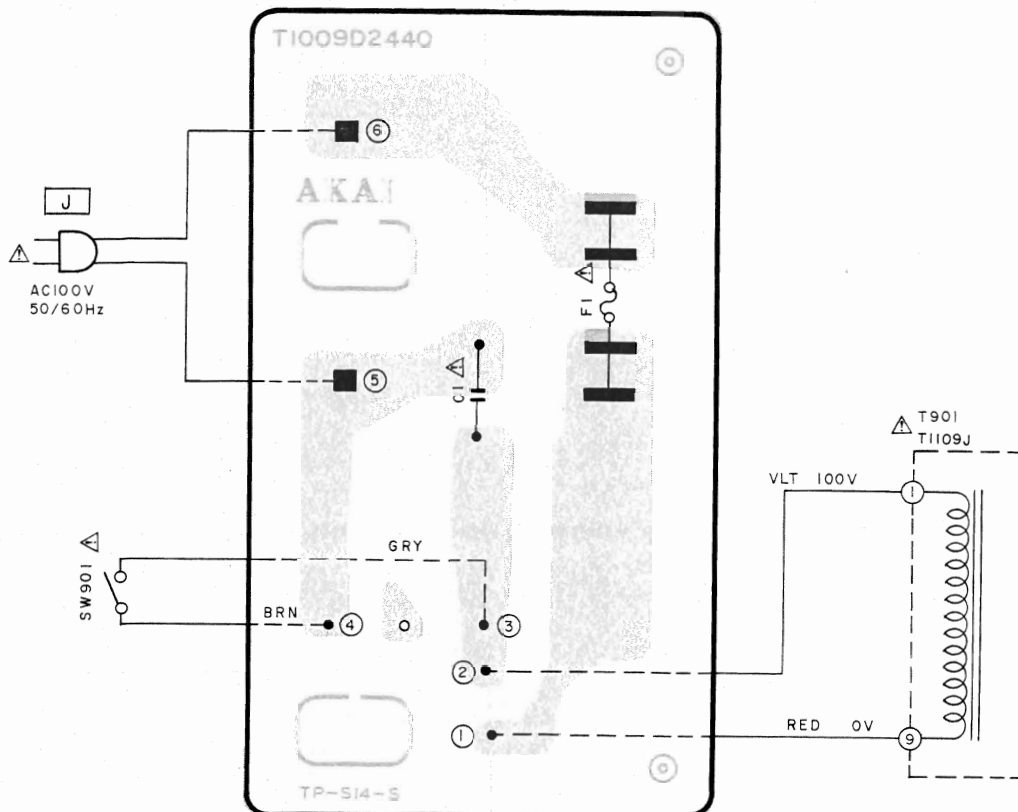 T1009D2440
6
AKAI
J
AC100V
50/60Hz
F1
5
C1
T901
T1109J
VLT 100V
1
SW901
GRY
BRN
4
3
2
1
RED 0V
9
TP-S14-S